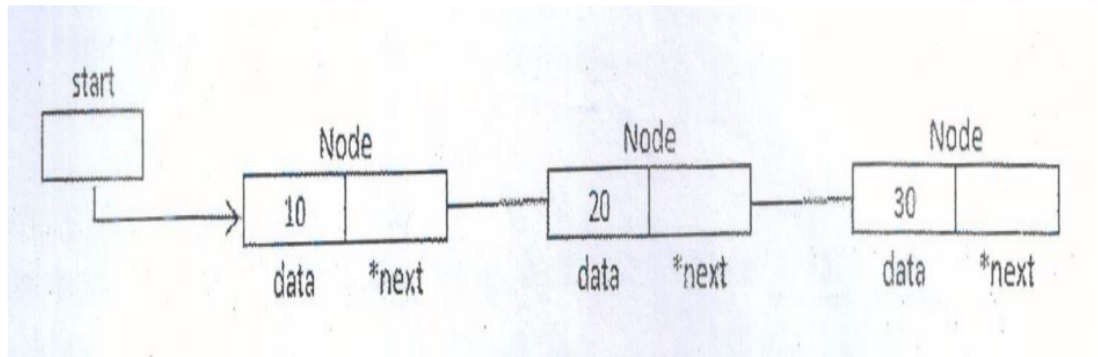 start
Node Node Node
10 20 30
data *next data *next data *next